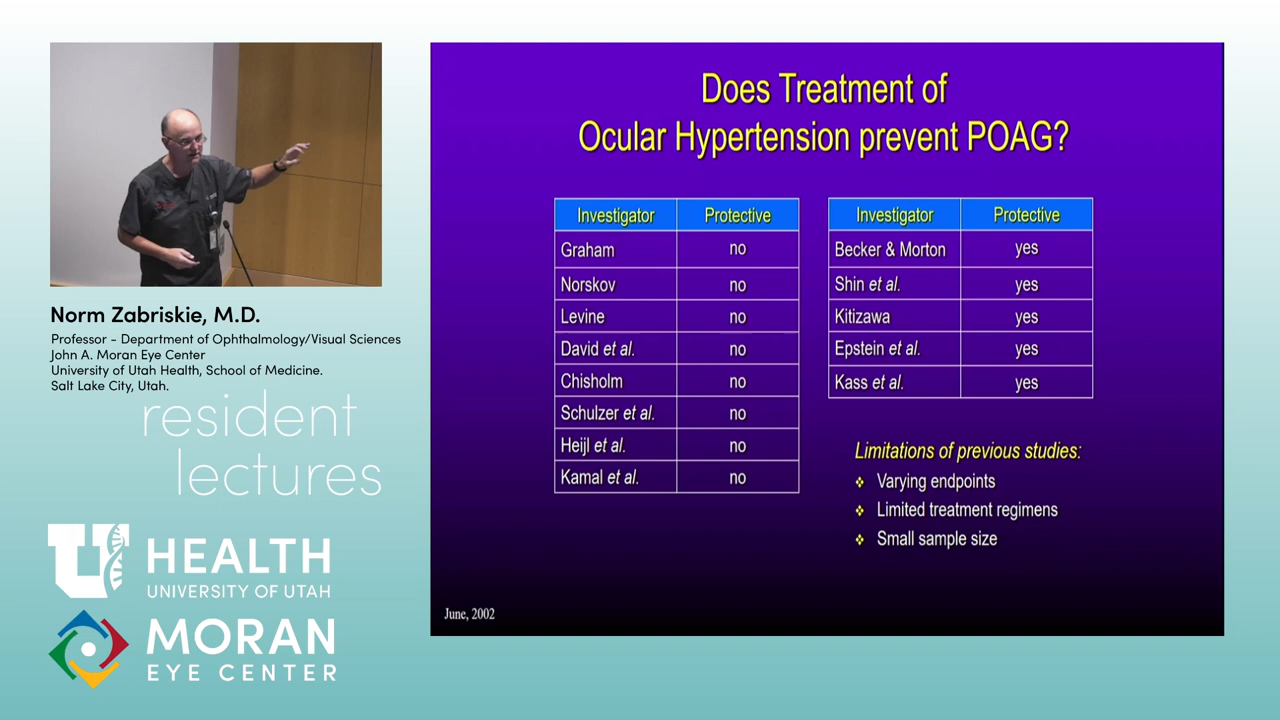 Norm Zabriskie, M.D.
Professor - Department of Ophthalmology/Visual Sciences
John A. Moran Eye Center
University of Utah Health, School of Medicine.
Salt Lake City, Utah.
resident
lectures
U HEALTH
UNIVERSITY OF UTAH
MORAN
EYE CENTER
Does Treatment of
Ocular Hypertension prevent POAG?
Investigator Protective
Graham no
Norskov no
Levine no
David et al. no
Chisholm no
Schulzer et al. no
Heijl et al. no
Kamal et al. no
Investigator Protective
Becker & Morton yes
Shin et al. yes
Kitizawa yes
Epstein et al. yes
Kass et al. yes
Limitations of previous studies:
❖ Varying endpoints
❖ Limited treatment regimens
❖ Small sample size
June, 2002